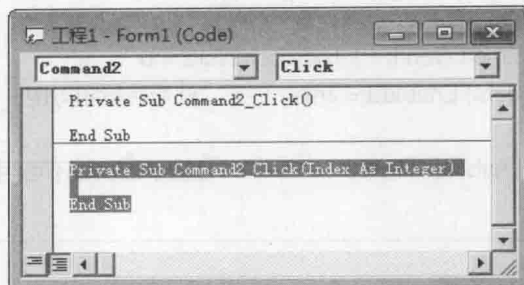 工程1 - Form1 (Code)
Command2 Click
Private Sub Command2_Click()
End Sub
Private Sub Command2_Click(Index As Integer)
End Sub